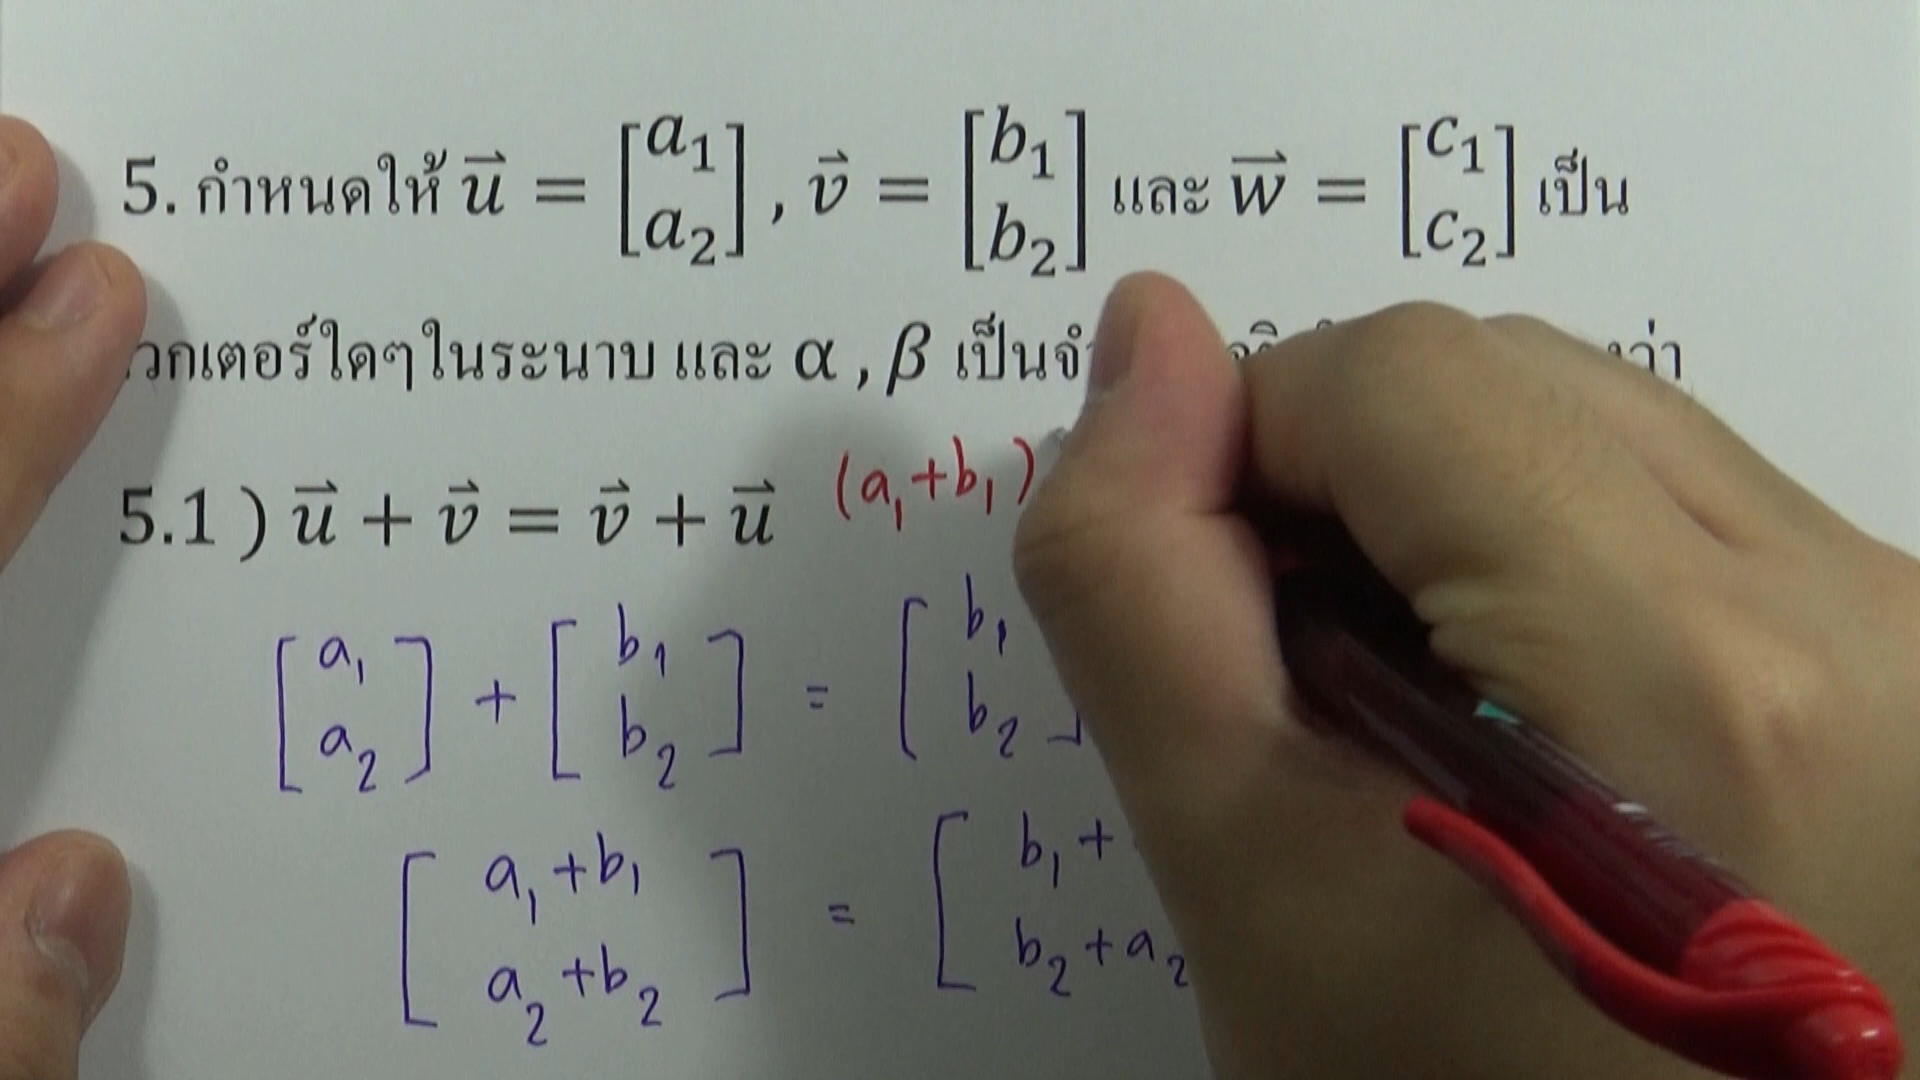 5. กำหนดให้ u⃗ = [a₁ a₂], v⃗ = [b₁ b₂] และ w⃗ = [c₁ c₂] เป็น
วกเตอร์ใดๆในระนาบ และ α , β เป็น ว่า
(a₁+b₁)
5.1 ) u⃗ + v⃗ = v⃗ + u⃗
[a₁ a₂] + [b₁ b₂] = [b₁ b₂]
[a₁+b₁ a₂+b₂] = [b₁+ b₂+a₂